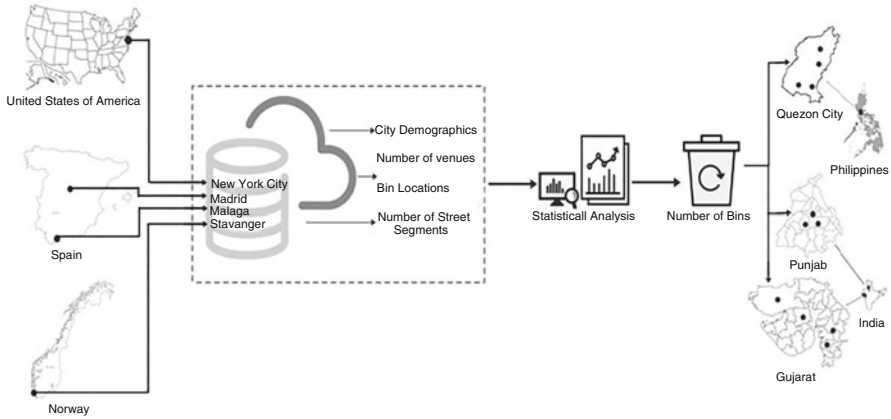 United States of America
Spain
Norway
New York City
Madrid
Malaga
Stavanger
City Demographics
Number of venues
Bin Locations
Number of Street
Segments
Statisticall Analysis
Number of Bins
Quezon City
Philippines
Punjab
India
Gujarat